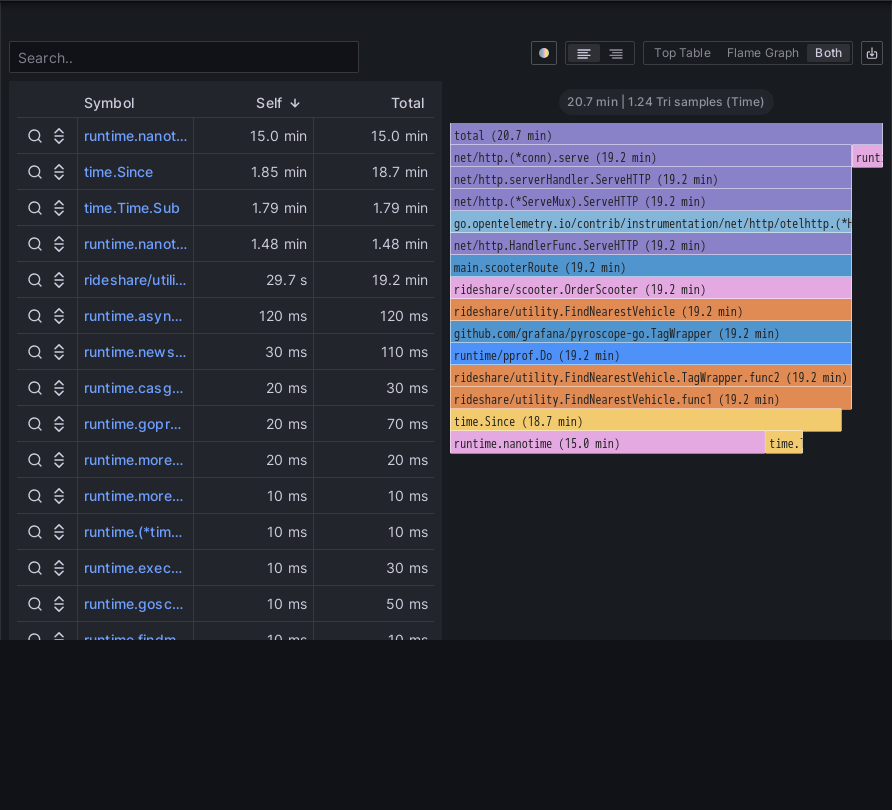 Search..
Top Table Flame Graph Both
Symbol Self Total
runtime.nanot... 15.0 min 15.0 min
time.Since 1.85 min 18.7 min
time.Time.Sub 1.79 min 1.79 min
runtime.nanot... 1.48 min 1.48 min
rideshare/utili... 29.7 s 19.2 min
runtime.asyn... 120 ms 120 ms
runtime.news... 30 ms 110 ms
runtime.casg... 20 ms 30 ms
runtime.gopr... 20 ms 70 ms
runtime.more... 20 ms 20 ms
runtime.more... 10 ms 10 ms
runtime.(*tim... 10 ms 10 ms
runtime.exec... 10 ms 30 ms
runtime.gosc... 10 ms 50 ms
runtime.findm... 10 ms 10 ms
20.7 min | 1.24 Tri samples (Time)
total (20.7 min)
net/http.(*conn).serve (19.2 min) runt
net/http.serverHandler.ServeHTTP (19.2 min)
net/http.(*ServeMux).ServeHTTP (19.2 min)
go.opentelemetry.io/contrib/instrumentation/net/http/otelhttp.(*H
net/http.HandlerFunc.ServeHTTP (19.2 min)
main.scooterRoute (19.2 min)
rideshare/scooter.OrderScooter (19.2 min)
rideshare/utility.FindNearestVehicle (19.2 min)
github.com/grafana/pyroscope-go.TagWrapper (19.2 min)
runtime/pprof.Do (19.2 min)
rideshare/utility.FindNearestVehicle.TagWrapper.func2 (19.2 min)
rideshare/utility.FindNearestVehicle.func1 (19.2 min)
time.Since (18.7 min)
runtime.nanotime (15.0 min) time.